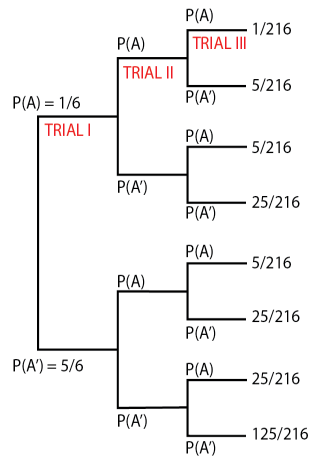 P(A)
TRIAL III
1/216
P(A)
TRIAL II
5/216
P(A')
P(A) = 1/6
TRIAL I
P(A)
5/216
P(A')
25/216
P(A')
P(A)
5/216
P(A)
25/216
P(A')
P(A') = 5/6
P(A)
25/216
P(A')
125/216
P(A')